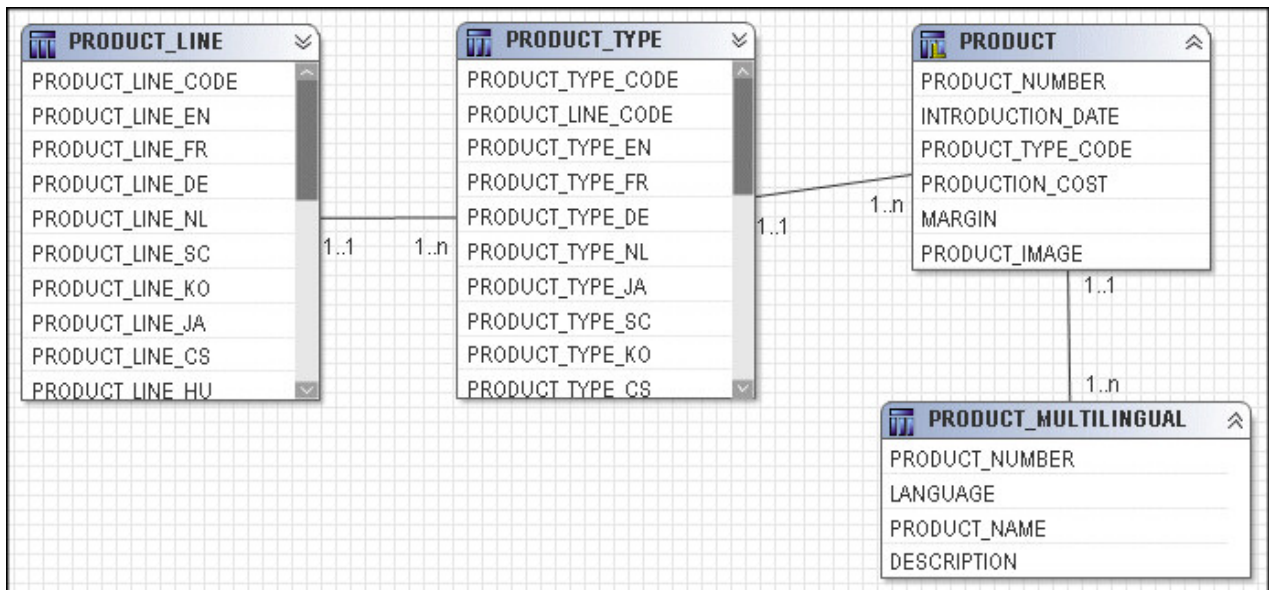 PRODUCT_LINE
PRODUCT_LINE_CODE
PRODUCT_LINE_EN
PRODUCT_LINE_FR
PRODUCT_LINE_DE
PRODUCT_LINE_NL
PRODUCT_LINE_SC
PRODUCT_LINE_KO
PRODUCT_LINE_JA
PRODUCT_LINE_CS
PRODUCT_LINE_HU
1..1
1..n
PRODUCT_TYPE
PRODUCT_TYPE_CODE
PRODUCT_LINE_CODE
PRODUCT_TYPE_EN
PRODUCT_TYPE_FR
PRODUCT_TYPE_DE
PRODUCT_TYPE_NL
PRODUCT_TYPE_JA
PRODUCT_TYPE_SC
PRODUCT_TYPE_KO
PRODUCT_TYPE_CS
1..1
1..n
PRODUCT
PRODUCT_NUMBER
INTRODUCTION_DATE
PRODUCT_TYPE_CODE
PRODUCTION_COST
MARGIN
PRODUCT_IMAGE
1..1
1..n
PRODUCT_MULTILINGUAL
PRODUCT_NUMBER
LANGUAGE
PRODUCT_NAME
DESCRIPTION